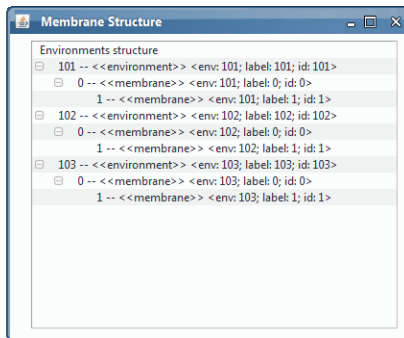 Membrane Structure
Environments structure
101 -- <<environment>> <env: 101; label: 101; id: 101>
0 -- <<membrane>> <env: 101; label: 0; id: 0>
1 -- <<membrane>> <env: 101; label: 1; id: 1>
102 -- <<environment>> <env: 102; label: 102; id: 102>
0 -- <<membrane>> <env: 102; label: 0; id: 0>
1 -- <<membrane>> <env: 102; label: 1; id: 1>
103 -- <<environment>> <env: 103; label: 103; id: 103>
0 -- <<membrane>> <env: 103; label: 0; id: 0>
1 -- <<membrane>> <env: 103; label: 1; id: 1>